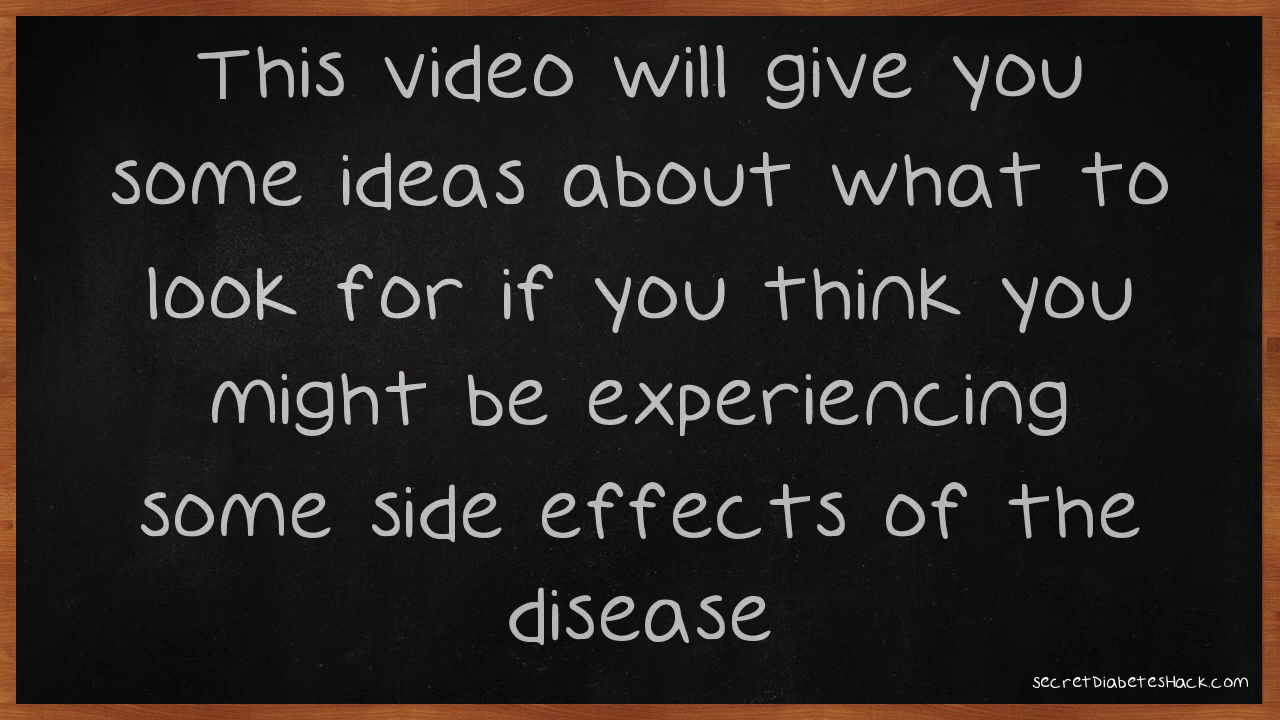 This video will give you
some ideas about what to
look for if you think you
might be experiencing
some side effects of the
disease
secretDiabetesHack.com